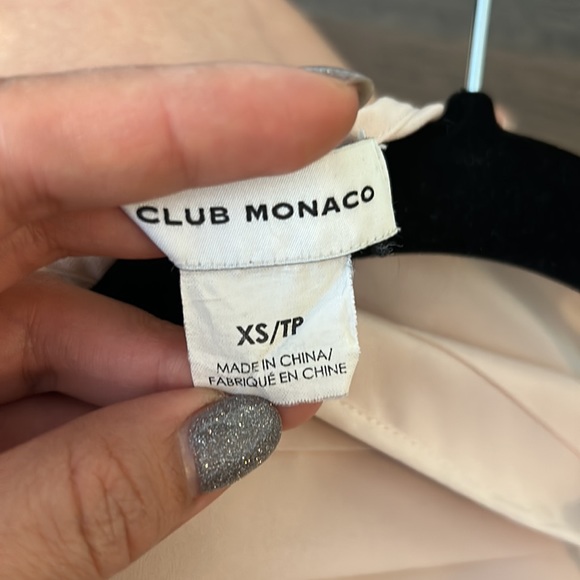 CLUB MONACO
XS/TP
MADE IN CHINA/
FABRIQUÉ EN CHINE